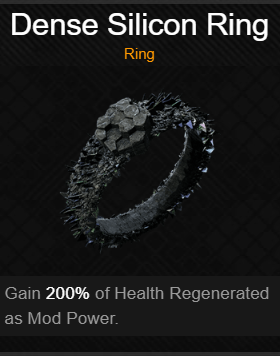 Dense Silicon Ring
Ring
Gain 200% of Health Regenerated
as Mod Power.